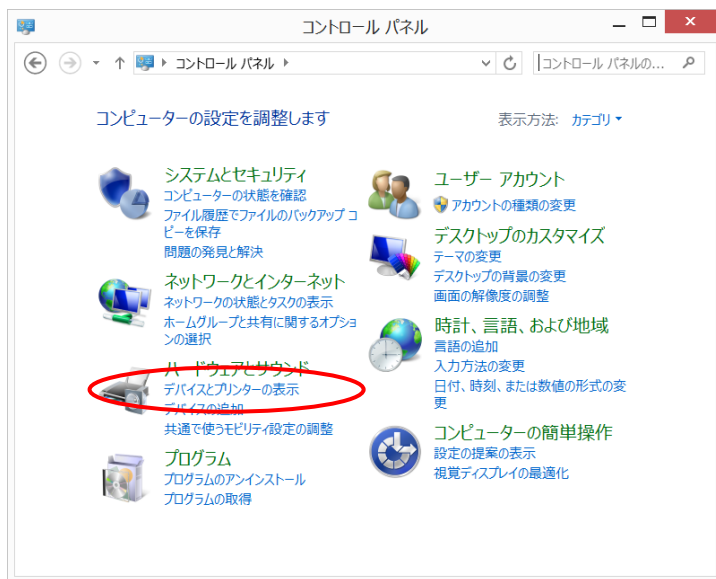 コントロール パネル
コントロール パネル
コントロール パネルの...
コンピューターの設定を調整します
表示方法: カテゴリ
システムとセキュリティ
コンピューターの状態を確認
ファイル履歴でファイルのバックアップ コ
ピーを保存
問題の発見と解決
ネットワークとインターネット
ネットワークの状態とタスクの表示
ホームグループと共有に関するオプショ
ンの選択
ハードウェアとサウンド
デバイスとプリンターの表示
デバイスの追加
共通で使うモビリティ設定の調整
プログラム
プログラムのアンインストール
プログラムの取得
ユーザー アカウント
アカウントの種類の変更
デスクトップのカスタマイズ
テーマの変更
デスクトップの背景の変更
画面の解像度の調整
時計、言語、および地域
言語の追加
入力方法の変更
日付、時刻、または数値の形式の変
更
コンピューターの簡単操作
設定の提案の表示
視覚ディスプレイの最適化